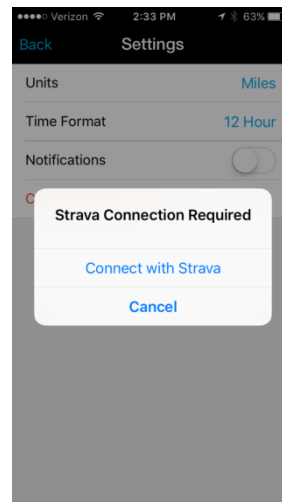 Verizon 2:33 PM 63%
Back Settings
Units Miles
Time Format 12 Hour
Notifications
C
Strava Connection Required
Connect with Strava
Cancel